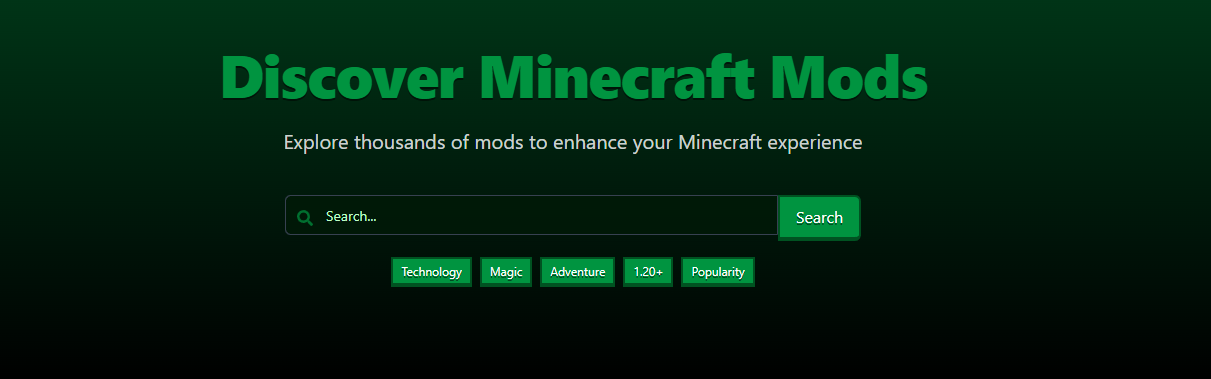 Discover Minecraft Mods
Explore thousands of mods to enhance your Minecraft experience
Search... Search
Technology Magic Adventure 1.20+ Popularity